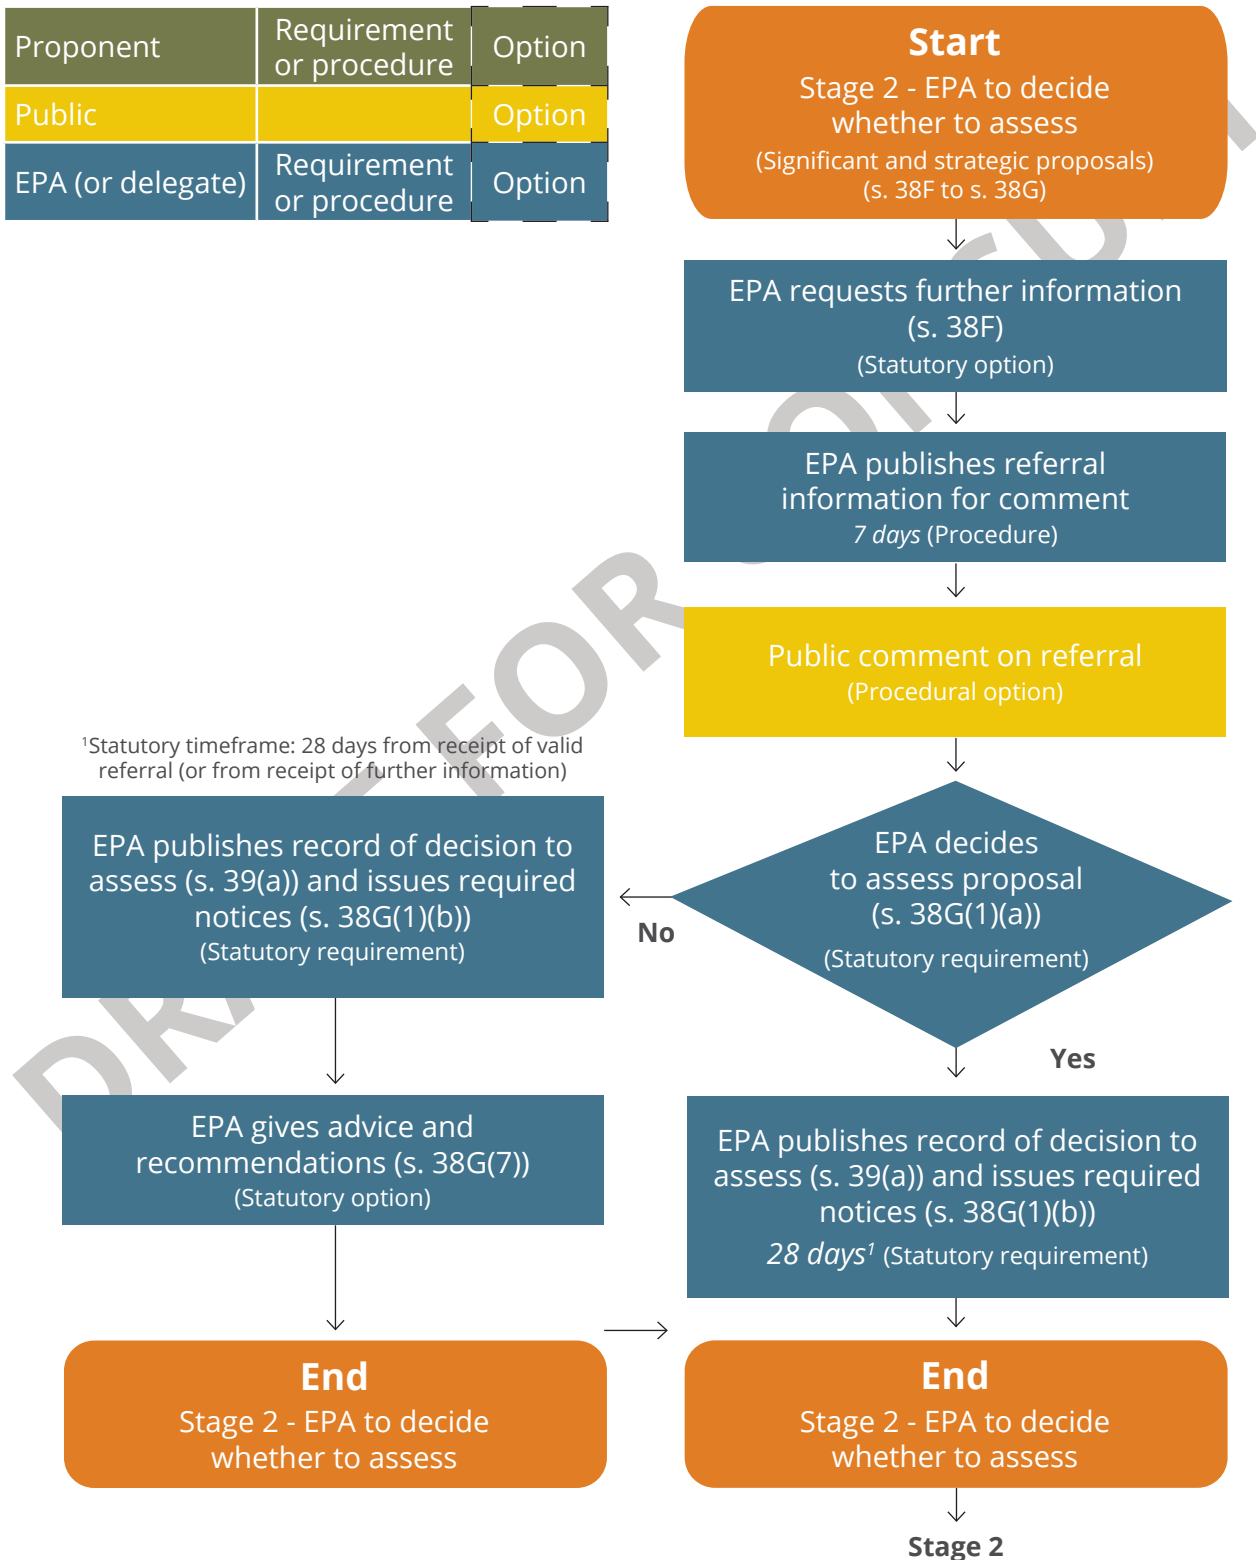 Proponent
Requirement
or procedure
Option
Public
Option
EPA (or delegate)
Requirement
or procedure
Option
Start
Stage 2 - EPA to decide
whether to assess
(Significant and strategic proposals)
(s. 38F to s. 38G)
EPA requests further information
(s. 38F)
(Statutory option)
EPA publishes referral
information for comment
7 days (Procedure)
Public comment on referral
(Procedural option)
EPA decides
to assess proposal
(s. 38G(1)(a))
(Statutory requirement)
No
Yes
¹Statutory timeframe: 28 days from receipt of valid
referral (or from receipt of further information)
EPA publishes record of decision to
assess (s. 39(a)) and issues required
notices (s. 38G(1)(b))
(Statutory requirement)
EPA gives advice and
recommendations (s. 38G(7))
(Statutory option)
End
Stage 2 - EPA to decide
whether to assess
EPA publishes record of decision to
assess (s. 39(a)) and issues required
notices (s. 38G(1)(b))
28 days¹ (Statutory requirement)
End
Stage 2 - EPA to decide
whether to assess
Stage 2
DRAFT FOR